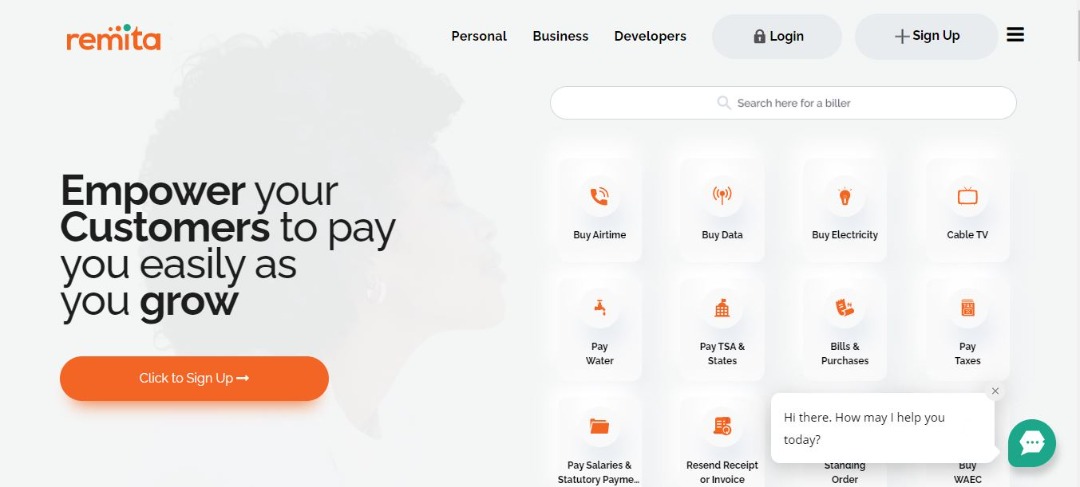 remita
Personal
Business
Developers
Login
Sign Up
Search here for a biller
Empower your
Customers to pay
you easily as
you grow
Click to Sign Up
Buy Airtime
Buy Data
Buy Electricity
Cable TV
Pay
Water
Pay TSA &
States
Bills &
Purchases
Pay
Taxes
Pay Salaries &
Statutory Payme...
Resend Receipt
or Invoice
Standing
Order
Buy
WAEC
Hi there. How may I help you
today?